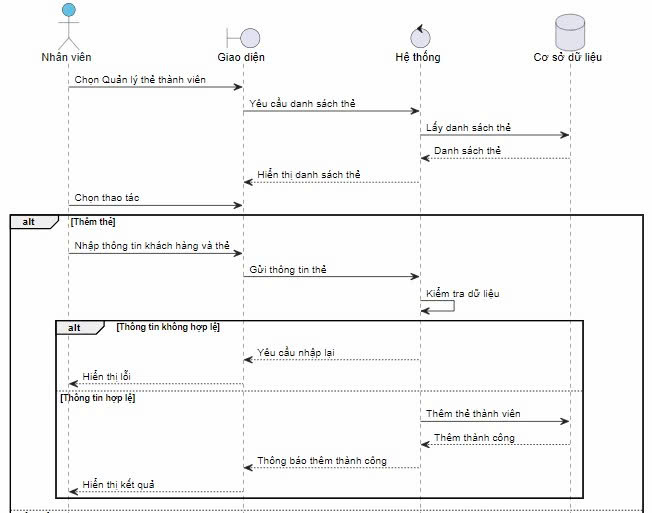 Nhân viên
Giao diện
Hệ thống
Cơ sở dữ liệu
Chọn Quản lý thẻ thành viên
Yêu cầu danh sách thẻ
Lấy danh sách thẻ
Danh sách thẻ
Hiển thị danh sách thẻ
Chọn thao tác
alt [Thêm thẻ]
Nhập thông tin khách hàng và thẻ
Gửi thông tin thẻ
Kiểm tra dữ liệu
alt [Thông tin không hợp lệ]
Yêu cầu nhập lại
Hiển thị lỗi
[Thông tin hợp lệ]
Thêm thẻ thành viên
Thêm thành công
Thông báo thêm thành công
Hiển thị kết quả